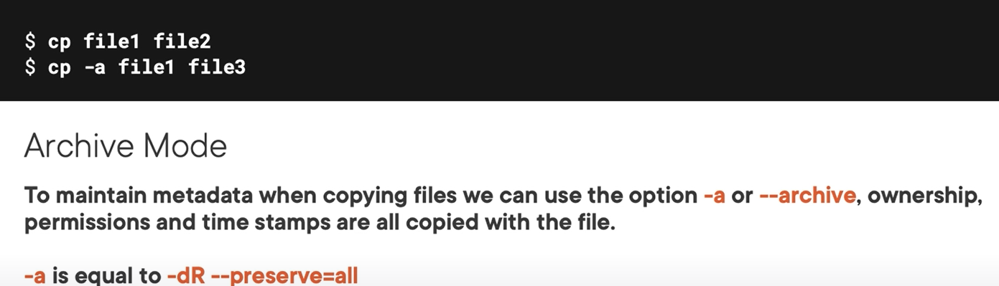 $ cp file1 file2
$ cp -a file1 file3
Archive Mode
To maintain metadata when copying files we can use the option -a or --archive, ownership,
permissions and time stamps are all copied with the file.
-a is equal to -dR --preserve=all